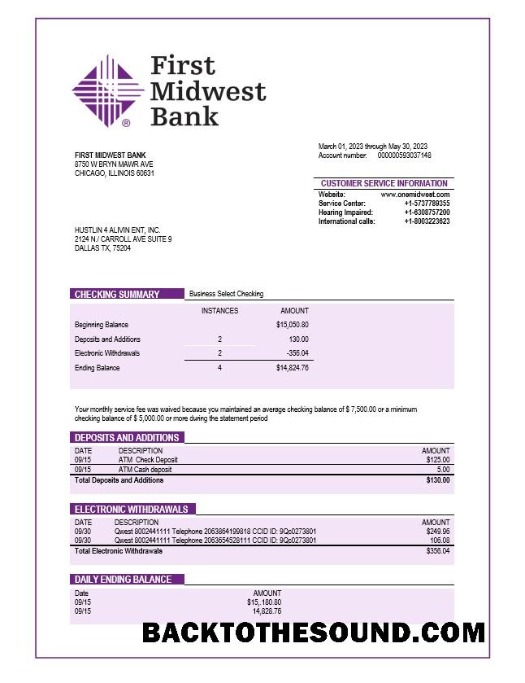 First
Midwest
Bank
®
March 01, 2023 through May 30, 2023
Account number: 000000593037148
FIRST MIDWEST BANK
8750 W BRYN MAWR AVE
CHICAGO, ILLINOIS 60631
CUSTOMER SERVICE INFORMATION
Website: www.onemidwest.com
Service Center: +1-5737789355
Hearing Impaired: +1-6308757200
International calls: +1-8003223623
HUSTLIN 4 ALIVIN ENT, INC.
2124 N./ CARROLL AVE SUITE 9
DALLAS TX, 75204
CHECKING SUMMARY Business Select Checking
INSTANCES AMOUNT
Beginning Balance $15,050.80
Deposits and Additions 2 130.00
Electronic Withdrawals 2 -356.04
Ending Balance 4 $14,824.76
Your monthly service fee was waived because you maintained an average checking balance of $ 7,500.00 or a minimum
checking balance of $ 5,000.00 or more during the statement period
DEPOSITS AND ADDITIONS
DATE DESCRIPTION AMOUNT
09/15 ATM Check Deposit $125.00
09/15 ATM Cash deposit 5.00
Total Deposits and Additions $130.00
ELECTRONIC WITHDRAWALS
DATE DESCRIPTION AMOUNT
09/30 Qwest 8002441111 Telephone 2063864199818 CCID ID: 9Qc0273801 $249.96
09/30 Qwest 8002441111 Telephone 2063654528111 CCID ID: 9Qc0273801 106.08
Total Electronic Withdrawals $356.04
DAILY ENDING BALANCE
Date AMOUNT
09/15 $15,.180.80
09/15 14,828.76
BACKTOTHESOUND.COM